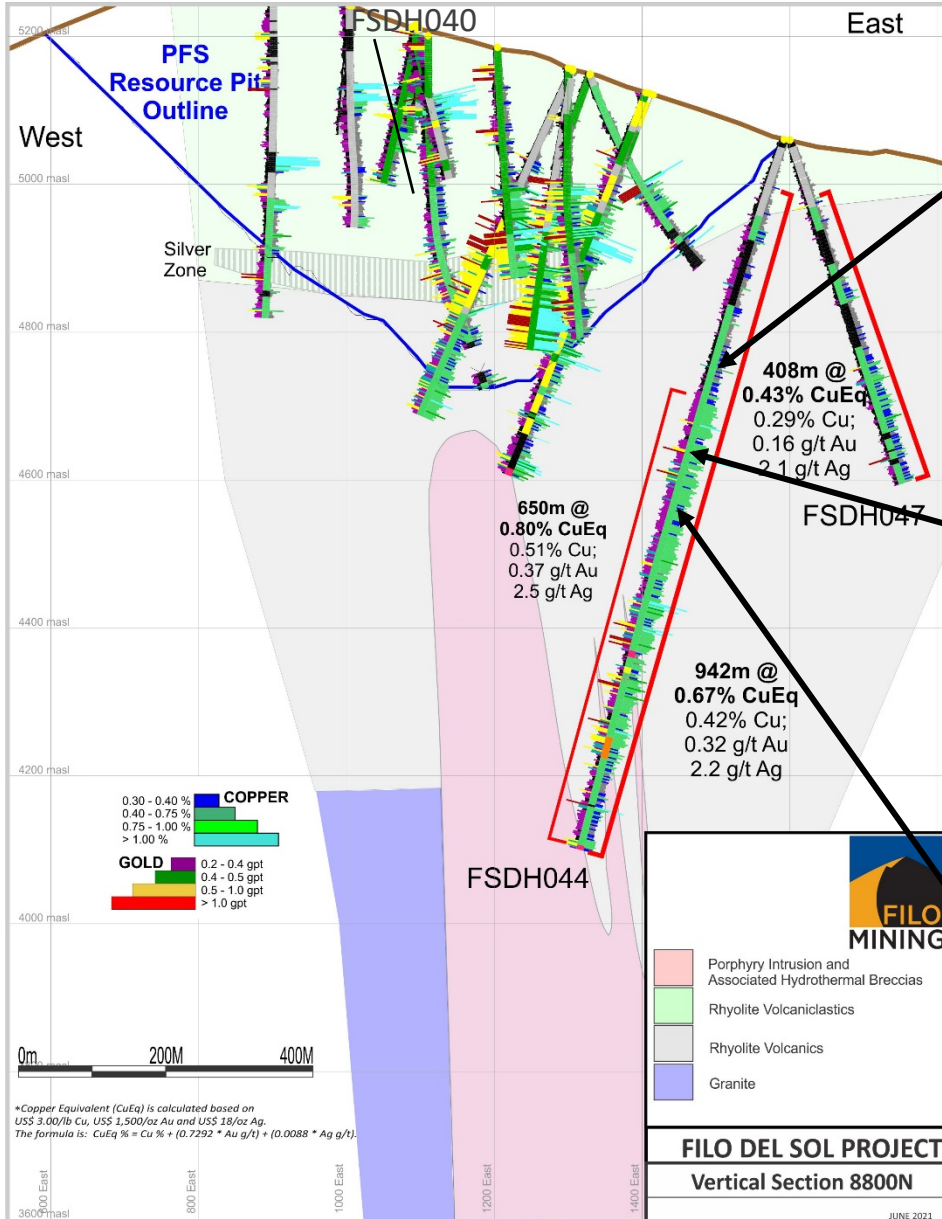 FSDH040
East
5200 masl
PFS
Resource Pit
Outline
West
5000 masl
Silver
Zone
4800 masl
408m @
0.43% CuEq
0.29% Cu;
0.16 g/t Au
2.1 g/t Ag
4600 masl
FSDH047
650m @
0.80% CuEq
0.51% Cu;
0.37 g/t Au
2.5 g/t Ag
4400 masl
942m @
0.67% CuEq
0.42% Cu;
0.32 g/t Au
2.2 g/t Ag
4200 masl
0.30 - 0.40 % COPPER
0.40 - 0.75 %
0.75 - 1.00 %
> 1.00 %
GOLD 0.2 - 0.4 gpt
0.4 - 0.5 gpt
0.5 - 1.0 gpt
> 1.0 gpt
FSDH044
4000 masl
FILO
MINING
Porphyry Intrusion and
Associated Hydrothermal Breccias
Rhyolite Volcaniclastics
Rhyolite Volcanics
Granite
0m 200M 400M
*Copper Equivalent (CuEq) is calculated based on
US$ 3.00/lb Cu, US$ 1,500/oz Au and US$ 18/oz Ag.
The formula is: CuEq % = Cu % + (0.7292 * Au g/t) + (0.0088 * Ag g/t).
FILO DEL SOL PROJECT
Vertical Section 8800N
JUNE 2021
800 East
1000 East
1200 East
1400 East
3600 masl